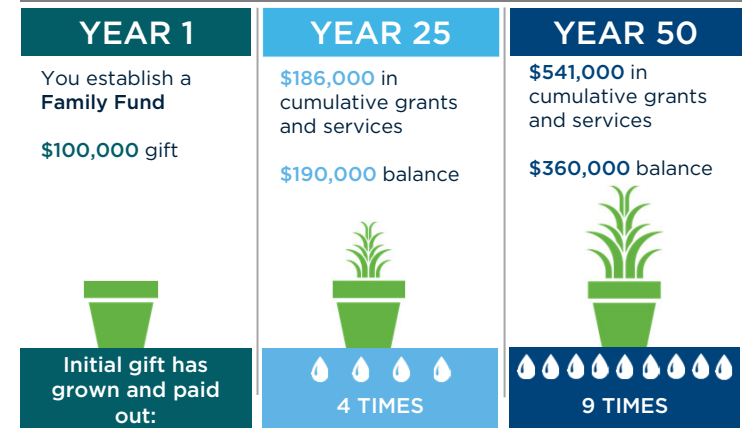 YEAR 1
You establish a
Family Fund
$100,000 gift
Initial gift has
grown and paid
out:
YEAR 25
$186,000 in
cumulative grants
and services
$190,000 balance
4 TIMES
YEAR 50
$541,000 in
cumulative grants
and services
$360,000 balance
9 TIMES